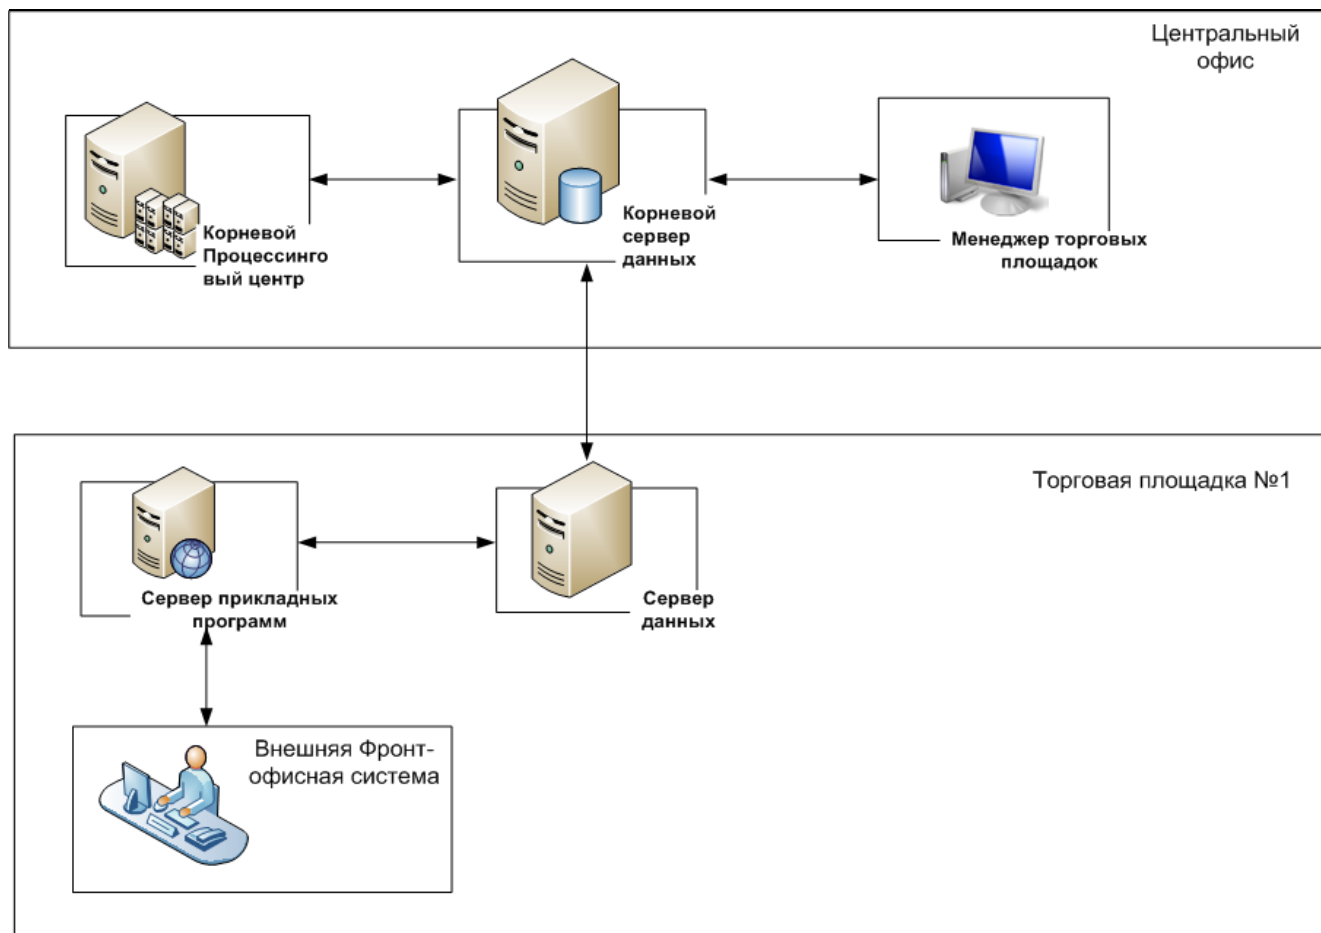 Центральный
офис
Корневой
Процессинго
вый центр
Корневой
сервер
данных
Менеджер торговых
площадок
Торговая площадка №1
Сервер прикладных
программ
Сервер
данных
Внешняя Фронт-
офисная система